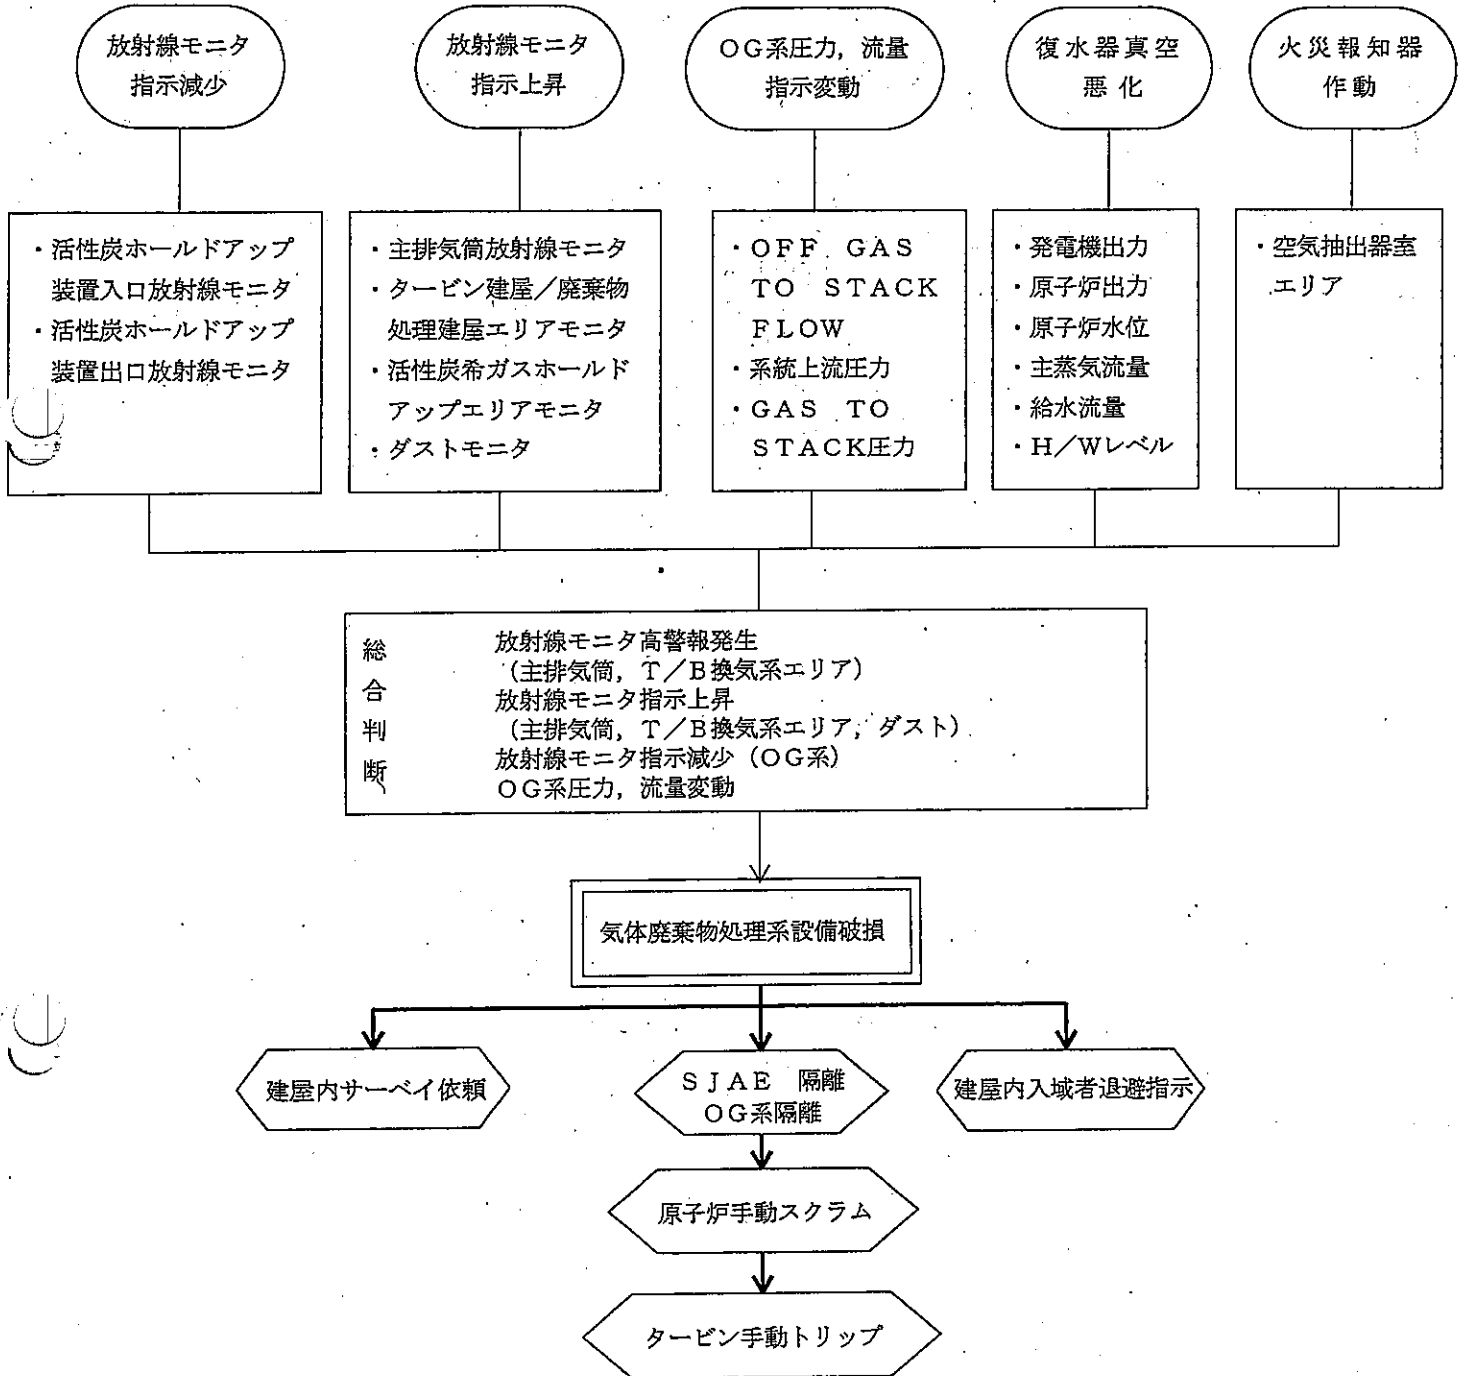 放射線モニタ
指示減少
放射線モニタ
指示上昇
OG系圧力，流量
指示変動
復水器真空
悪化
火災報知器
作動
・活性炭ホールドアップ
装置入口放射線モニタ
・活性炭ホールドアップ
装置出口放射線モニタ
・主排気筒放射線モニタ
・タービン建屋／廃棄物
処理建屋エリアモニタ
・活性炭希ガスホールド
アップエリアモニタ
・ダストモニタ
・OFF GAS
TO STACK
FLOW
・系統上流圧力
・GAS TO
STACK圧力
・発電機出力
・原子炉出力
・原子炉水位
・主蒸気流量
・給水流量
・H／Wレベル
・空気抽出器室
エリア
総合判断
放射線モニタ高警報発生
（主排気筒，T／B換気系エリア）
放射線モニタ指示上昇
（主排気筒，T／B換気系エリア，ダスト）
放射線モニタ指示減少（OG系）
OG系圧力，流量変動
気体廃棄物処理系設備破損
建屋内サーベイ依頼
SJAE 隔離
OG系隔離
建屋内入域者退避指示
原子炉手動スクラム
タービン手動トリップ